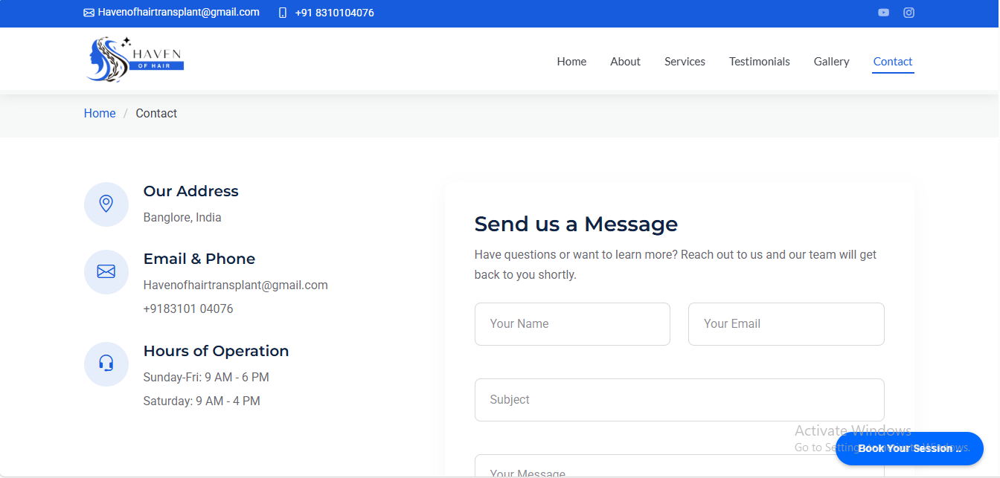 Havenofhairtransplant@gmail.com +91 8310104076
HAVEN
OF HAIR
Home About Services Testimonials Gallery Contact
Home / Contact
Our Address
Banglore, India
Email & Phone
Havenofhairtransplant@gmail.com
+9183101 04076
Hours of Operation
Sunday-Fri: 9 AM - 6 PM
Saturday: 9 AM - 4 PM
Send us a Message
Have questions or want to learn more? Reach out to us and our team will get
back to you shortly.
Your Name Your Email
Subject
Your Message
Activate Windows
Go to Settings to activate Windows.
Book Your Session ..